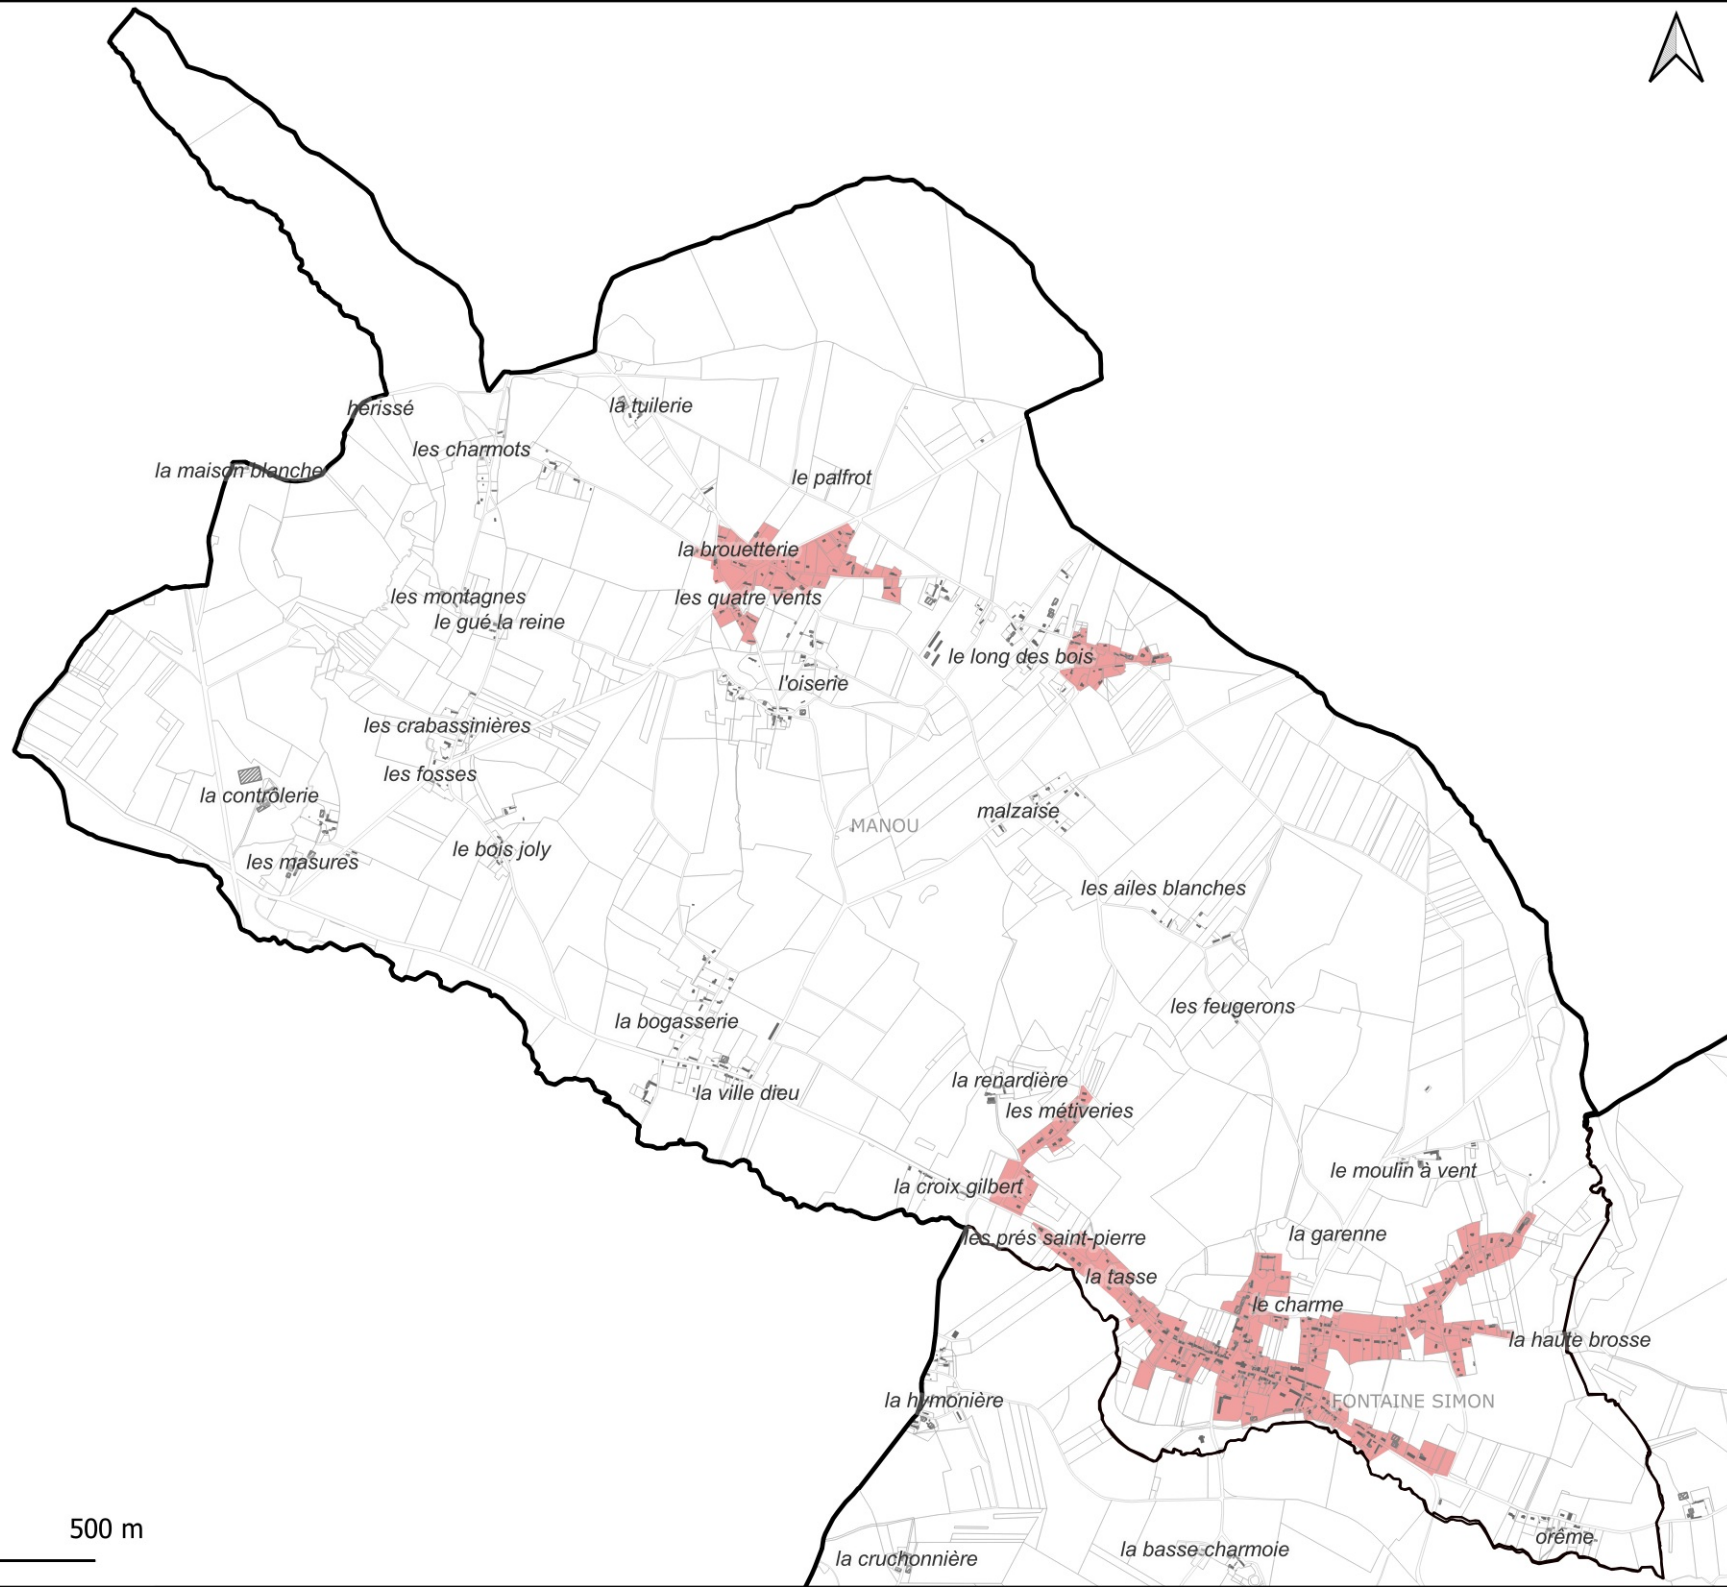 hérissé
la tuilerie
les charmots
la maison blanche
le palfrot
la brouetterie
les montagnes
les quatre vents
le gué la reine
le long des bois
l'oiserie
les crabassinières
les fosses
la contrôlerie
malzaise
MANOU
le bois joly
les masures
les ailes blanches
les feugerons
la bogasserie
la renardière
la ville dieu
les métiveries
le moulin à vent
la croix gilbert
la garenne
les prés saint-pierre
la tasse
le charme
la haute brosse
la hymonière
FONTAINE SIMON
500 m
orême
la basse charmoie
la cruchonnière